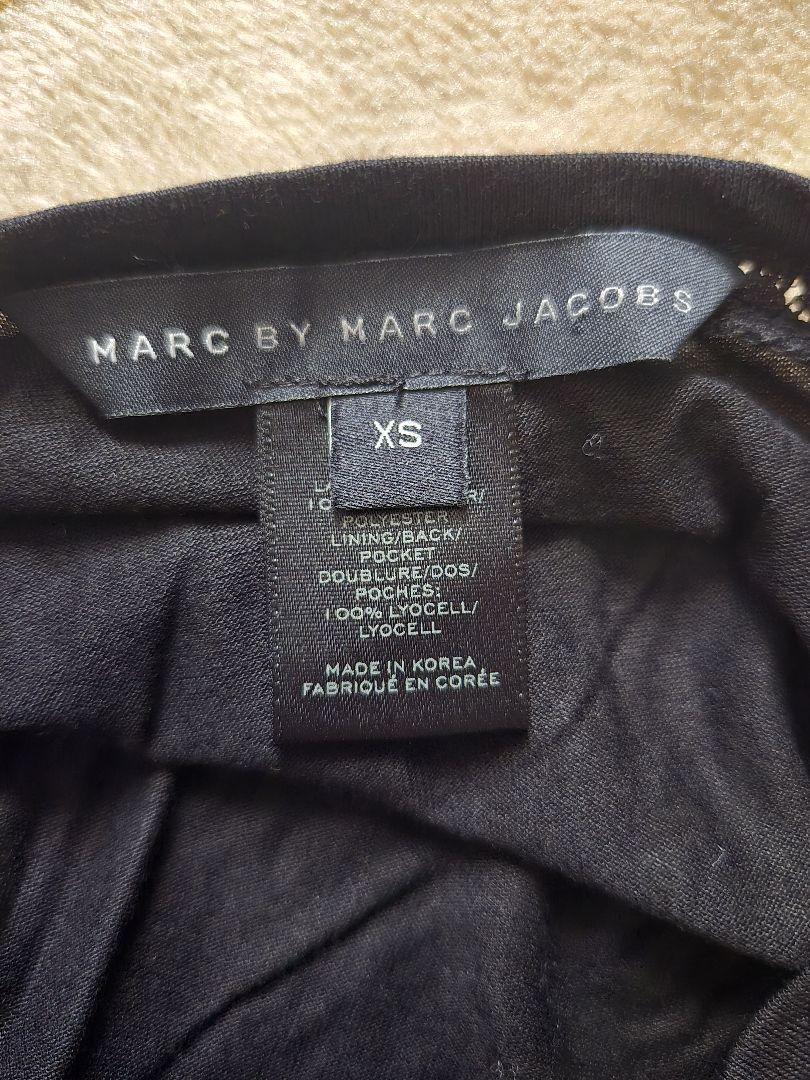 MARC BY MARC JACOBS
XS
POLYESTER
LINING/BACK/
POCKET
DOUBLURE/DOS/
POCHES:
100% LYOCELL/
LYOCELL
MADE IN KOREA
FABRIQUÉ EN CORÉE